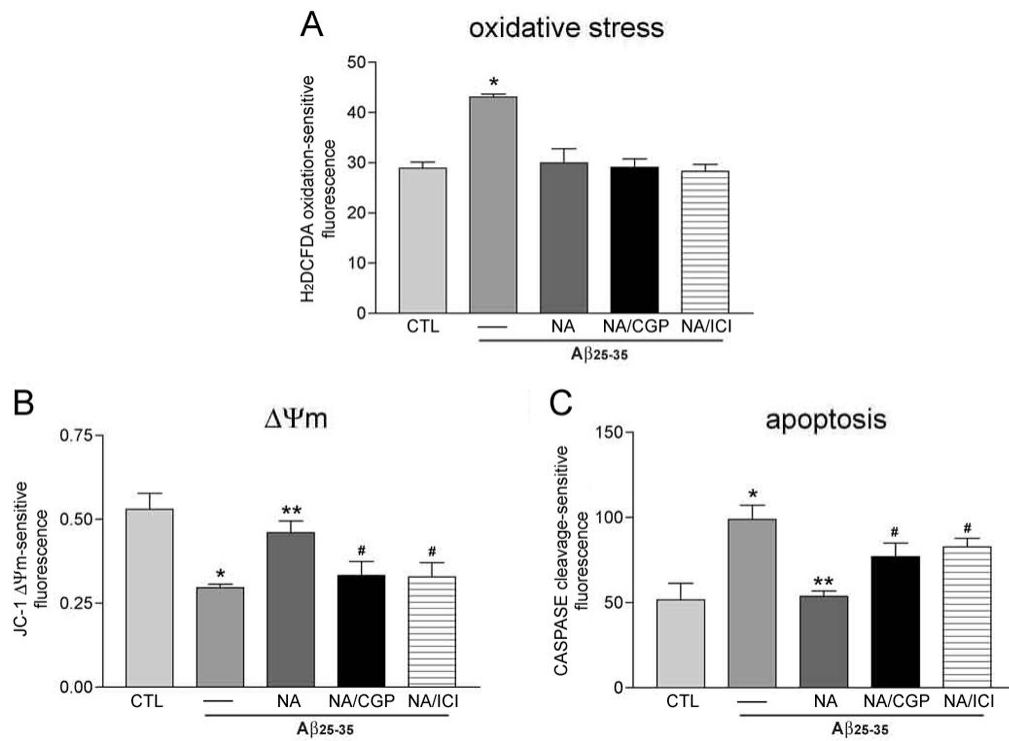 A
oxidative stress
H2DCFDA oxidation-sensitive
fluorescence
50
40
30
20
10
0
*
CTL — NA NA/CGP NA/ICI
Aβ25-35
B
ΔΨm
JC-1 ΔΨm-sensitive
fluorescence
0.75
0.50
0.25
0.00
*
**
#
#
CTL — NA NA/CGP NA/ICI
Aβ25-35
C
apoptosis
CASPASE cleavage-sensitive
fluorescence
150
100
50
0
*
**
#
#
CTL — NA NA/CGP NA/ICI
Aβ25-35